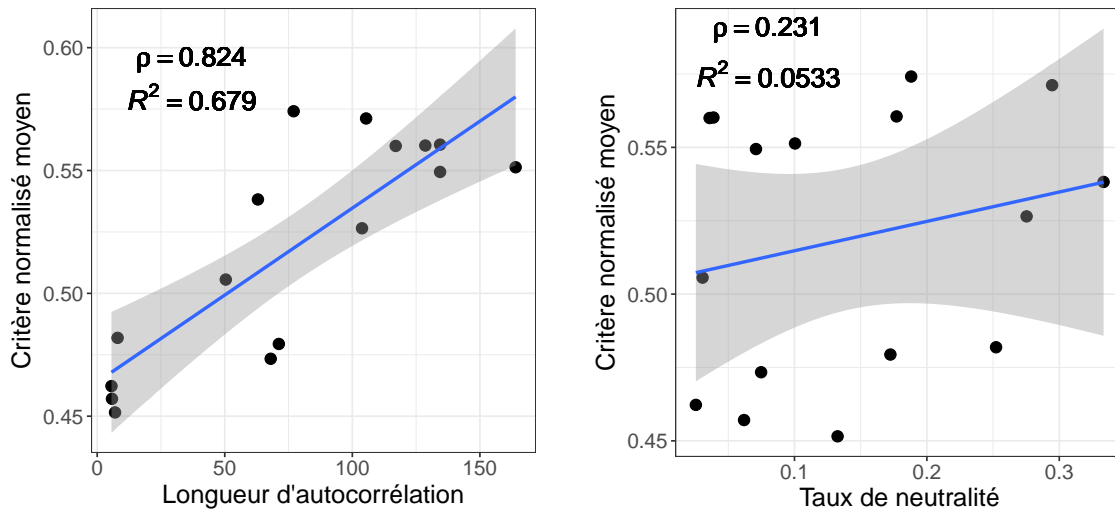 ρ = 0.824
R² = 0.679
0.60
0.55
0.50
0.45
0
50
100
150
Critère normalisé moyen
Longueur d'autocorrélation
ρ = 0.231
R² = 0.0533
0.55
0.50
0.45
0.1
0.2
0.3
Critère normalisé moyen
Taux de neutralité